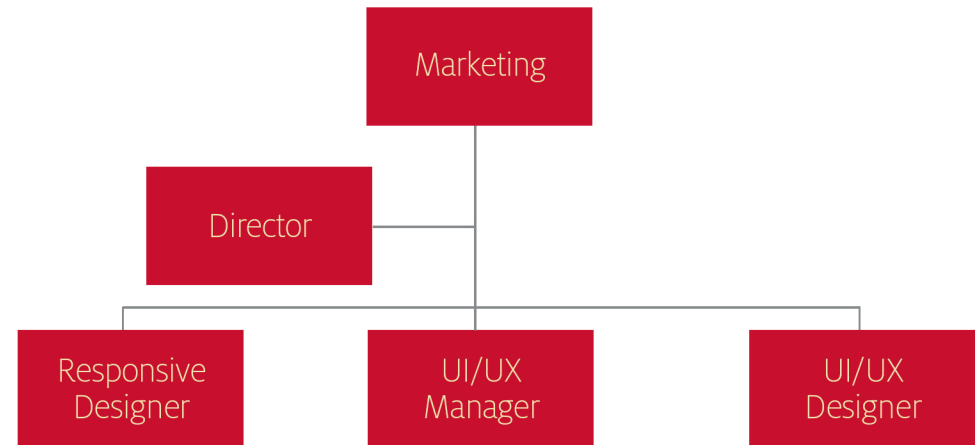 Marketing
Director
Responsive
Designer
UI/UX
Manager
UI/UX
Designer